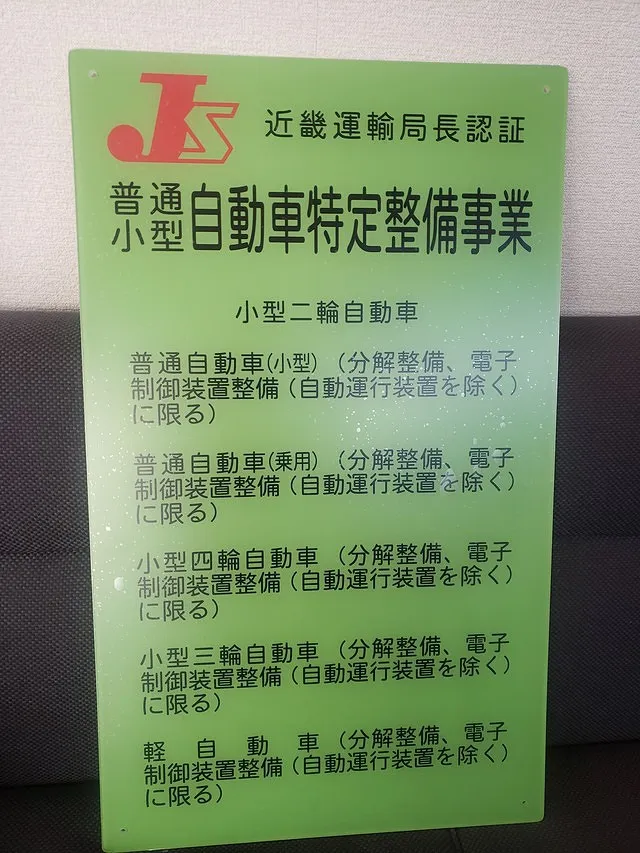 JS
近畿運輸局長認証
普通
小型自動車特定整備事業
小型二輪自動車
普通自動車(小型)（分解整備、電子
制御装置整備（自動運行装置を除く）
に限る）
普通自動車(乗用)（分解整備、電子
制御装置整備（自動運行装置を除く）
に限る）
小型四輪自動車（分解整備、電子
制御装置整備（自動運行装置を除く）
に限る）
小型三輪自動車（分解整備、電子
制御装置整備（自動運行装置を除く）
に限る）
軽自動車（分解整備、電子
制御装置整備（自動運行装置を除く）
に限る）